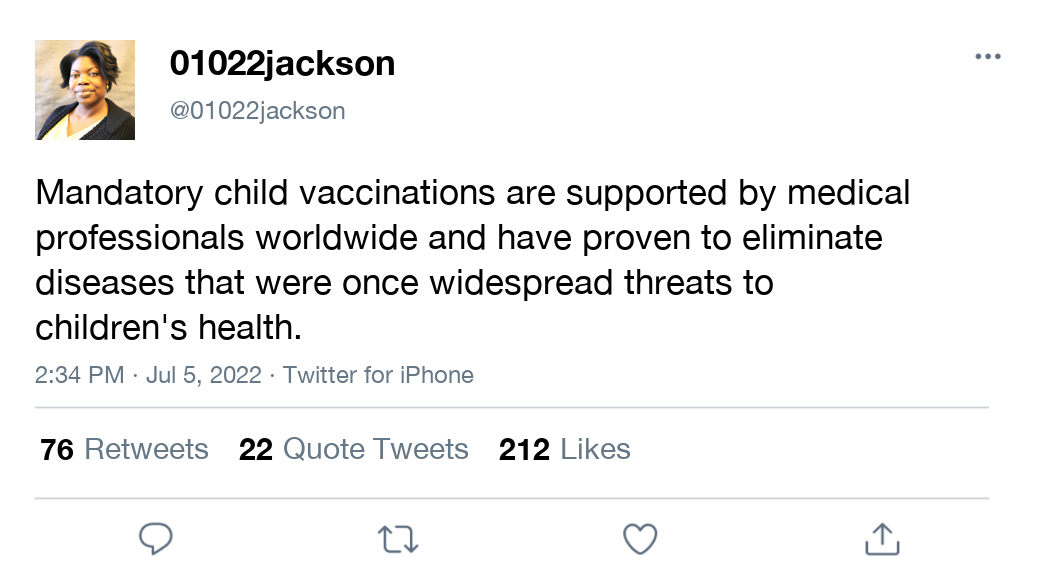 01022jackson
@01022jackson
Mandatory child vaccinations are supported by medical
professionals worldwide and have proven to eliminate
diseases that were once widespread threats to
children's health.
2:34 PM · Jul 5, 2022 · Twitter for iPhone
76 Retweets 22 Quote Tweets 212 Likes